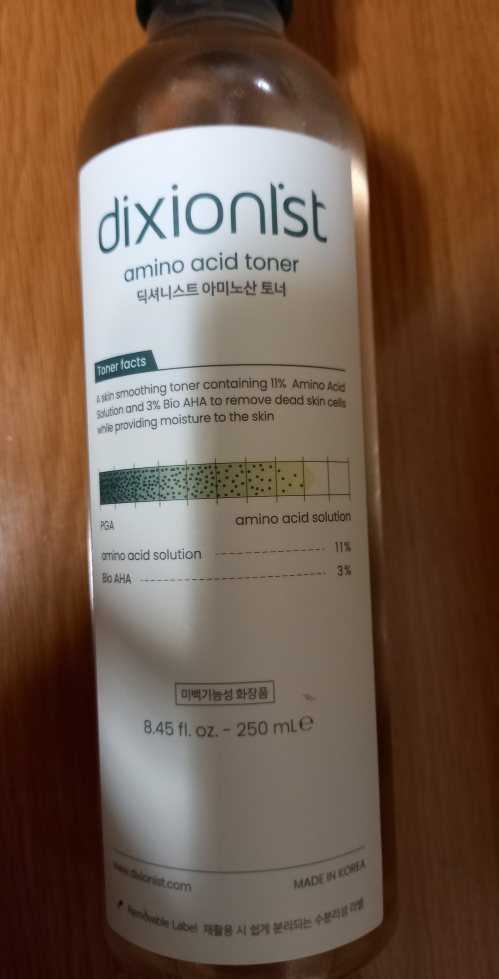 dixionist
amino acid toner
딕셔니스트 아미노산 토너
Toner facts
A skin smoothing toner containing 11% Amino Acid
Solution and 3% Bio AHA to remove dead skin cells
while providing moisture to the skin
PGA amino acid solution
amino acid solution 11%
Bio AHA 3%
미백기능성 화장품
8.45 fl. oz. - 250 mL℮
www.dixionist.com MADE IN KOREA
Removable Label 재활용 시 쉽게 분리되는 수분리성 라벨